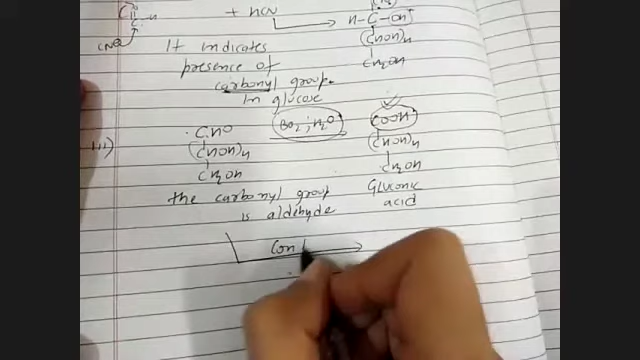 + HCN
H-C-OH
(CHOH)4
CH2OH
It indicates
presence of
carbonyl group.
In glucose
iii)
CHO
(CHOH)4
CH2OH
Br2; H2O
COOH
(CHOH)4
CH2OH
Gluconic
acid
the carbonyl group
is aldehyde
Con